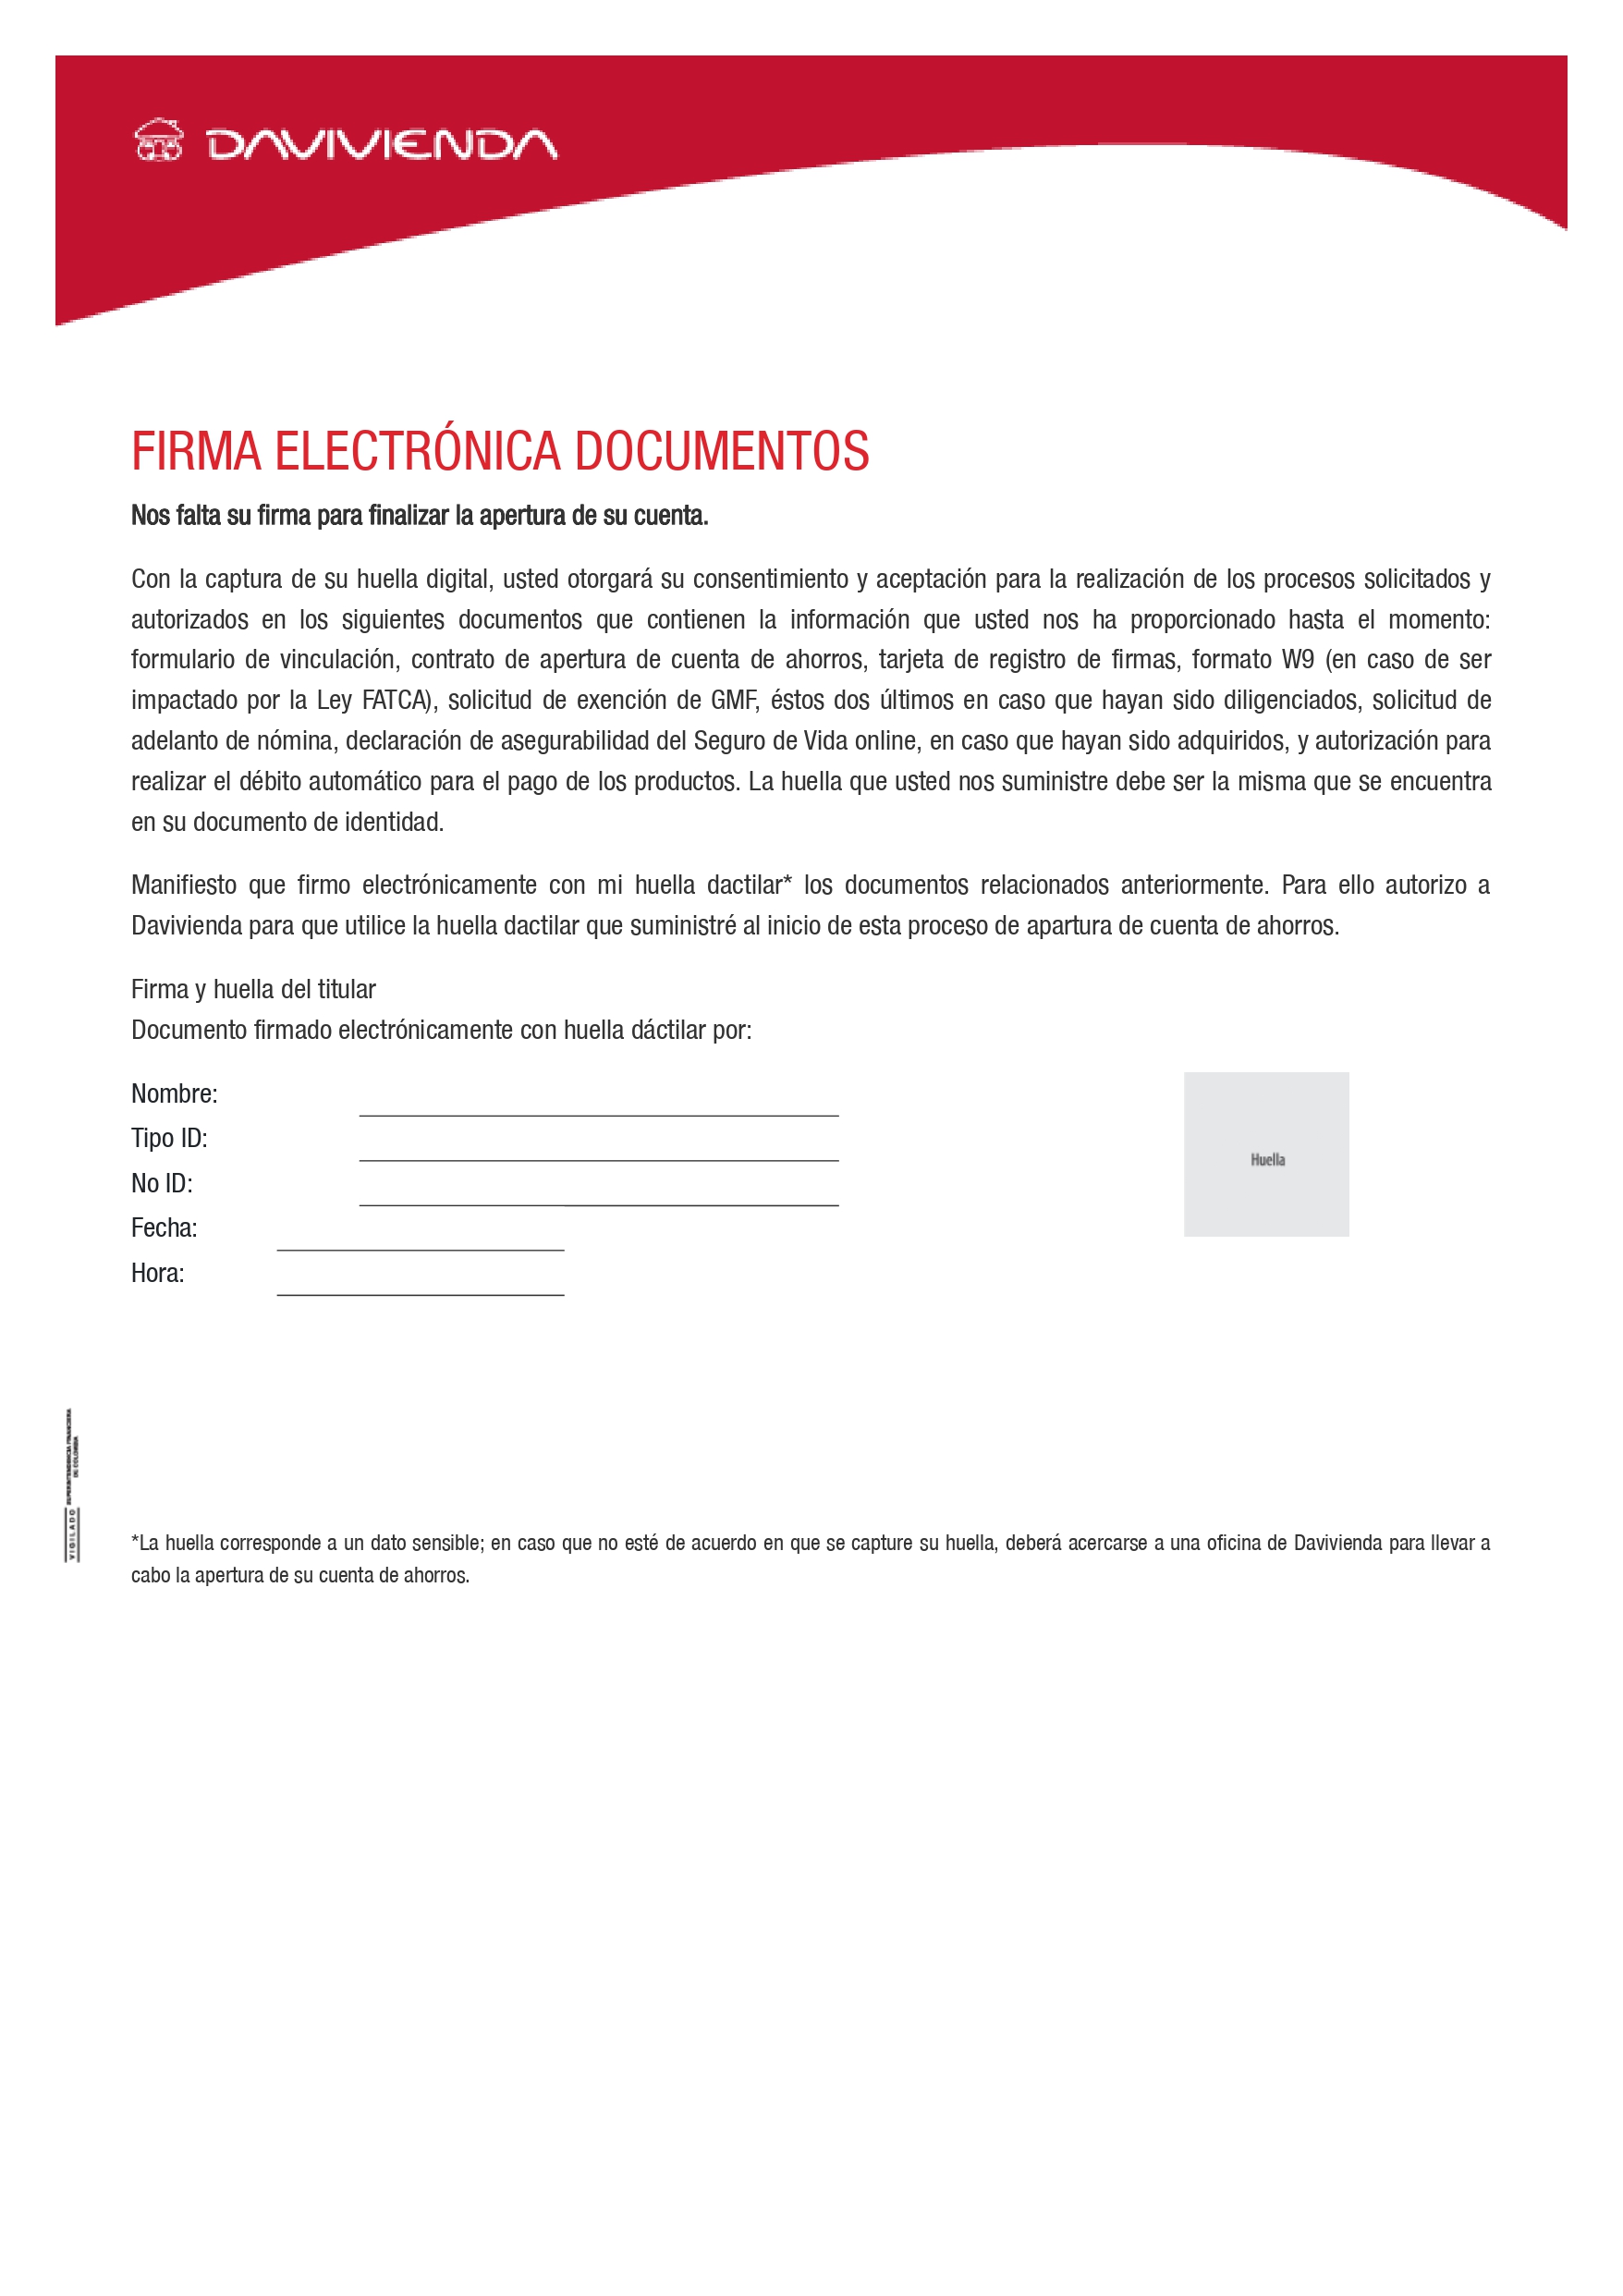 DAVIVIENDA
FIRMA ELECTRÓNICA DOCUMENTOS
Nos falta su firma para finalizar la apertura de su cuenta.
Con la captura de su huella digital, usted otorgará su consentimiento y aceptación para la realización de los procesos solicitados y
autorizados en los siguientes documentos que contienen la información que usted nos ha proporcionado hasta el momento:
formulario de vinculación, contrato de apertura de cuenta de ahorros, tarjeta de registro de firmas, formato W9 (en caso de ser
impactado por la Ley FATCA), solicitud de exención de GMF, éstos dos últimos en caso que hayan sido diligenciados, solicitud de
adelanto de nómina, declaración de asegurabilidad del Seguro de Vida online, en caso que hayan sido adquiridos, y autorización para
realizar el débito automático para el pago de los productos. La huella que usted nos suministre debe ser la misma que se encuentra
en su documento de identidad.
Manifiesto que firmo electrónicamente con mi huella dactilar* los documentos relacionados anteriormente. Para ello autorizo a
Davivienda para que utilice la huella dactilar que suministré al inicio de esta proceso de apartura de cuenta de ahorros.
Firma y huella del titular
Documento firmado electrónicamente con huella dáctilar por:
Nombre:
Tipo ID:
No ID:
Fecha:
Hora:
Huella
VIGILADO SUPERINTENDENCIA FINANCIERA
DE COLOMBIA
*La huella corresponde a un dato sensible; en caso que no esté de acuerdo en que se capture su huella, deberá acercarse a una oficina de Davivienda para llevar a
cabo la apertura de su cuenta de ahorros.